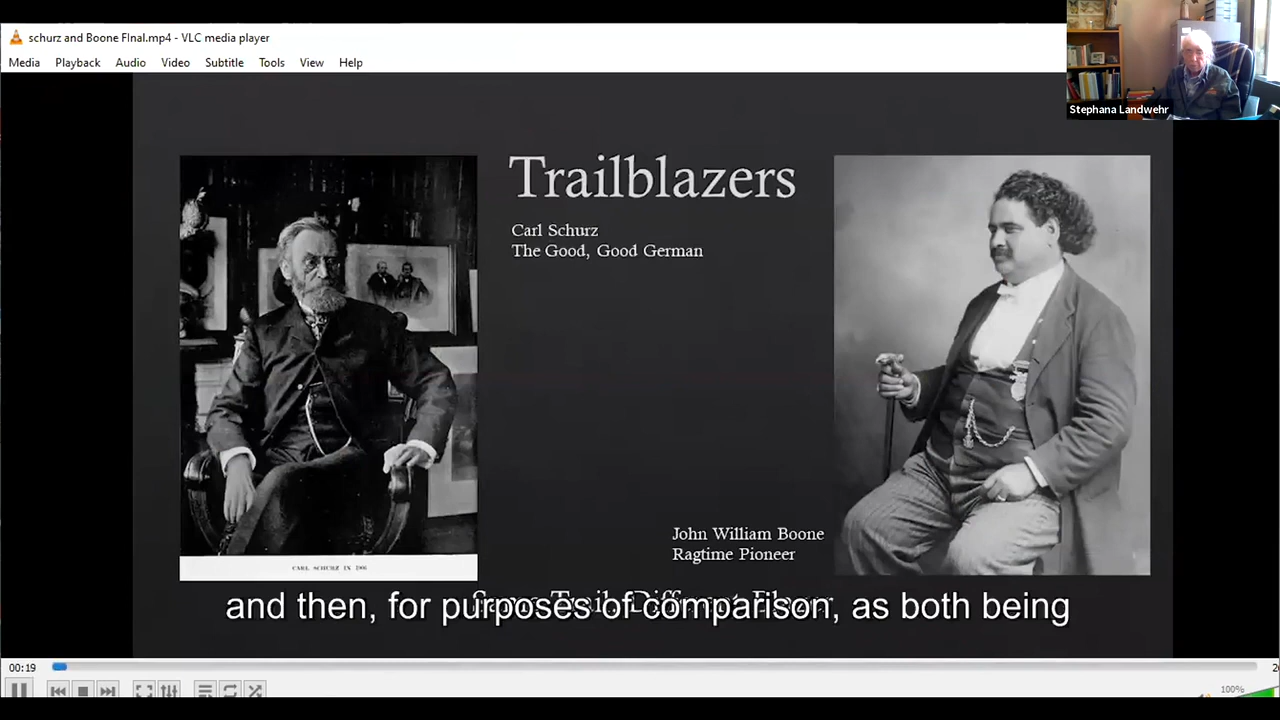 schurz and Boone FInal.mp4 - VLC media player
Media Playback Audio Video Subtitle Tools View Help
Stephana Landwehr
Trailblazers
Carl Schurz
The Good, Good German
John William Boone
Ragtime Pioneer
CARL SCHURZ IN 1906
and then, for purposes of comparison, as both being
00:19
100%